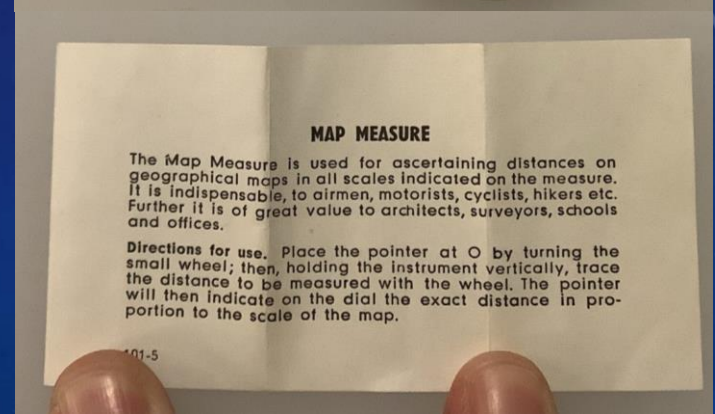 MAP MEASURE
The Map Measure is used for ascertaining distances on
geographical maps in all scales indicated on the measure.
It is indispensable, to airmen, motorists, cyclists, hikers etc.
Further it is of great value to architects, surveyors, schools
and offices.
Directions for use. Place the pointer at O by turning the
small wheel; then, holding the instrument vertically, trace
the distance to be measured with the wheel. The pointer
will then indicate on the dial the exact distance in pro-
portion to the scale of the map.
01-5